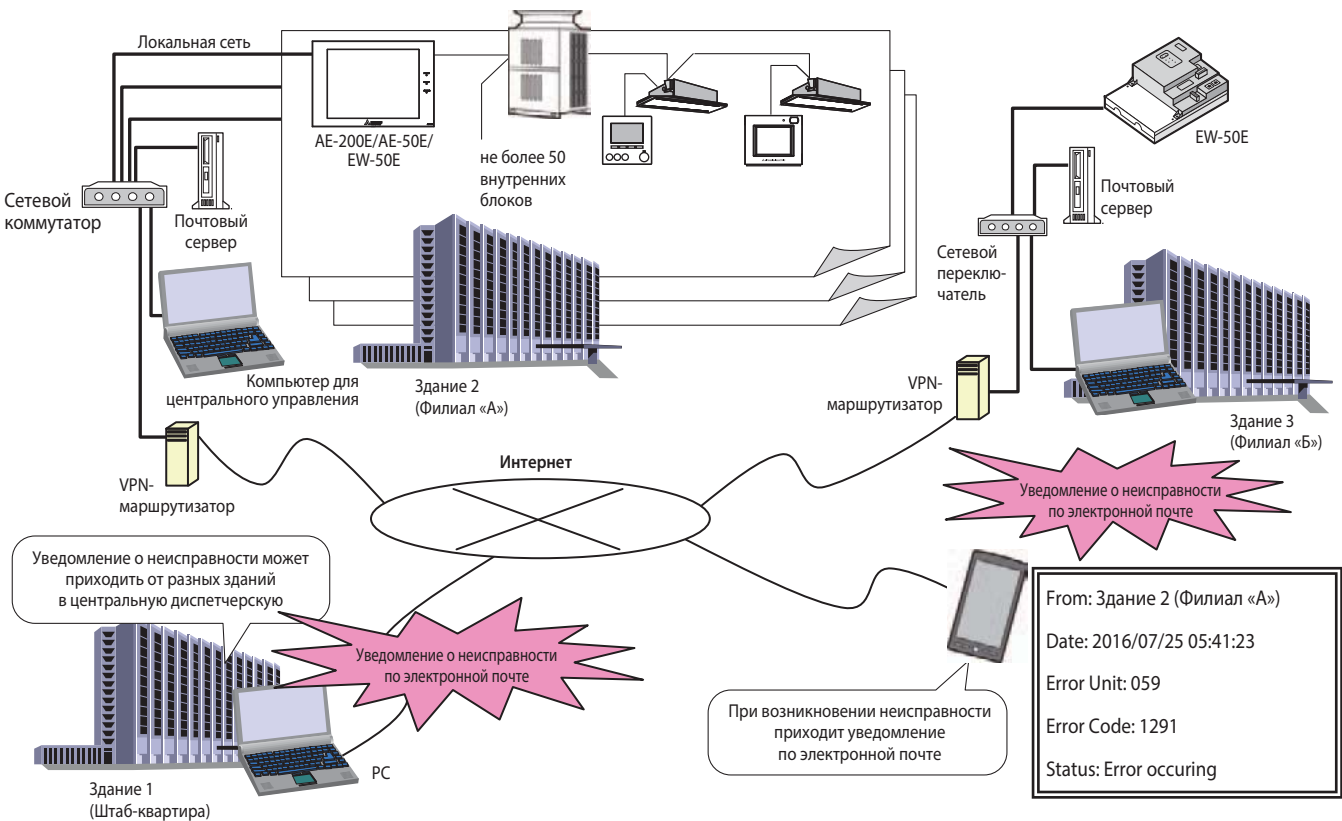 Локальная сеть
AE-200E/AE-50E/
EW-50E
не более 50
внутренних
блоков
EW-50E
Сетевой
коммутатор
Почтовый
сервер
Почтовый
сервер
Сетевой
переклю-
чатель
Компьютер для
центрального управления
Здание 2
(Филиал «А»)
VPN-
маршрутизатор
Здание 3
(Филиал «Б»)
VPN-
маршрутизатор
Интернет
Уведомление о неисправности
по электронной почте
Уведомление о неисправности может
приходить от разных зданий
в центральную диспетчерскую
Уведомление о неисправности
по электронной почте
From: Здание 2 (Филиал «А»)
Date: 2016/07/25 05:41:23
Error Unit: 059
Error Code: 1291
Status: Error occuring
При возникновении неисправности
приходит уведомление
по электронной почте
PC
Здание 1
(Штаб-квартира)